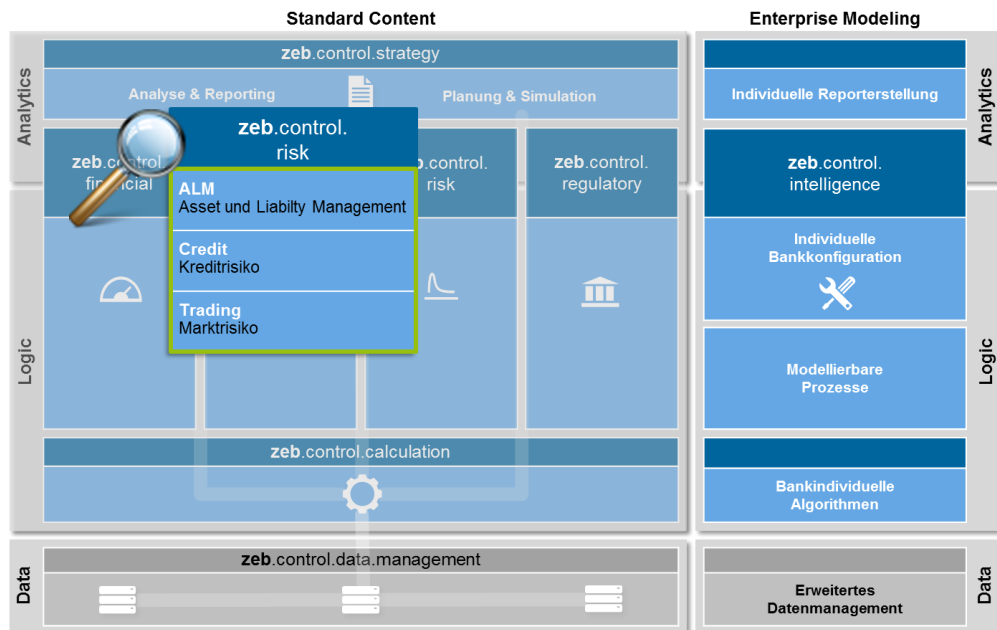 Standard Content
Enterprise Modeling
Analytics
zeb.control.strategy
Analyse & Reporting
Planung & Simulation
Individuelle Reporterstellung
Analytics
zeb.control.
risk
zeb.control.
financial
.control.
risk
zeb.control.
regulatory
zeb.control.
intelligence
ALM
Asset und Liabilty Management
Credit
Kreditrisiko
Trading
Marktrisiko
Individuelle
Bankkonfiguration
Logic
Modellierbare
Prozesse
Logic
zeb.control.calculation
Bankindividuelle
Algorithmen
Data
zeb.control.data.management
Erweitertes
Datenmanagement
Data